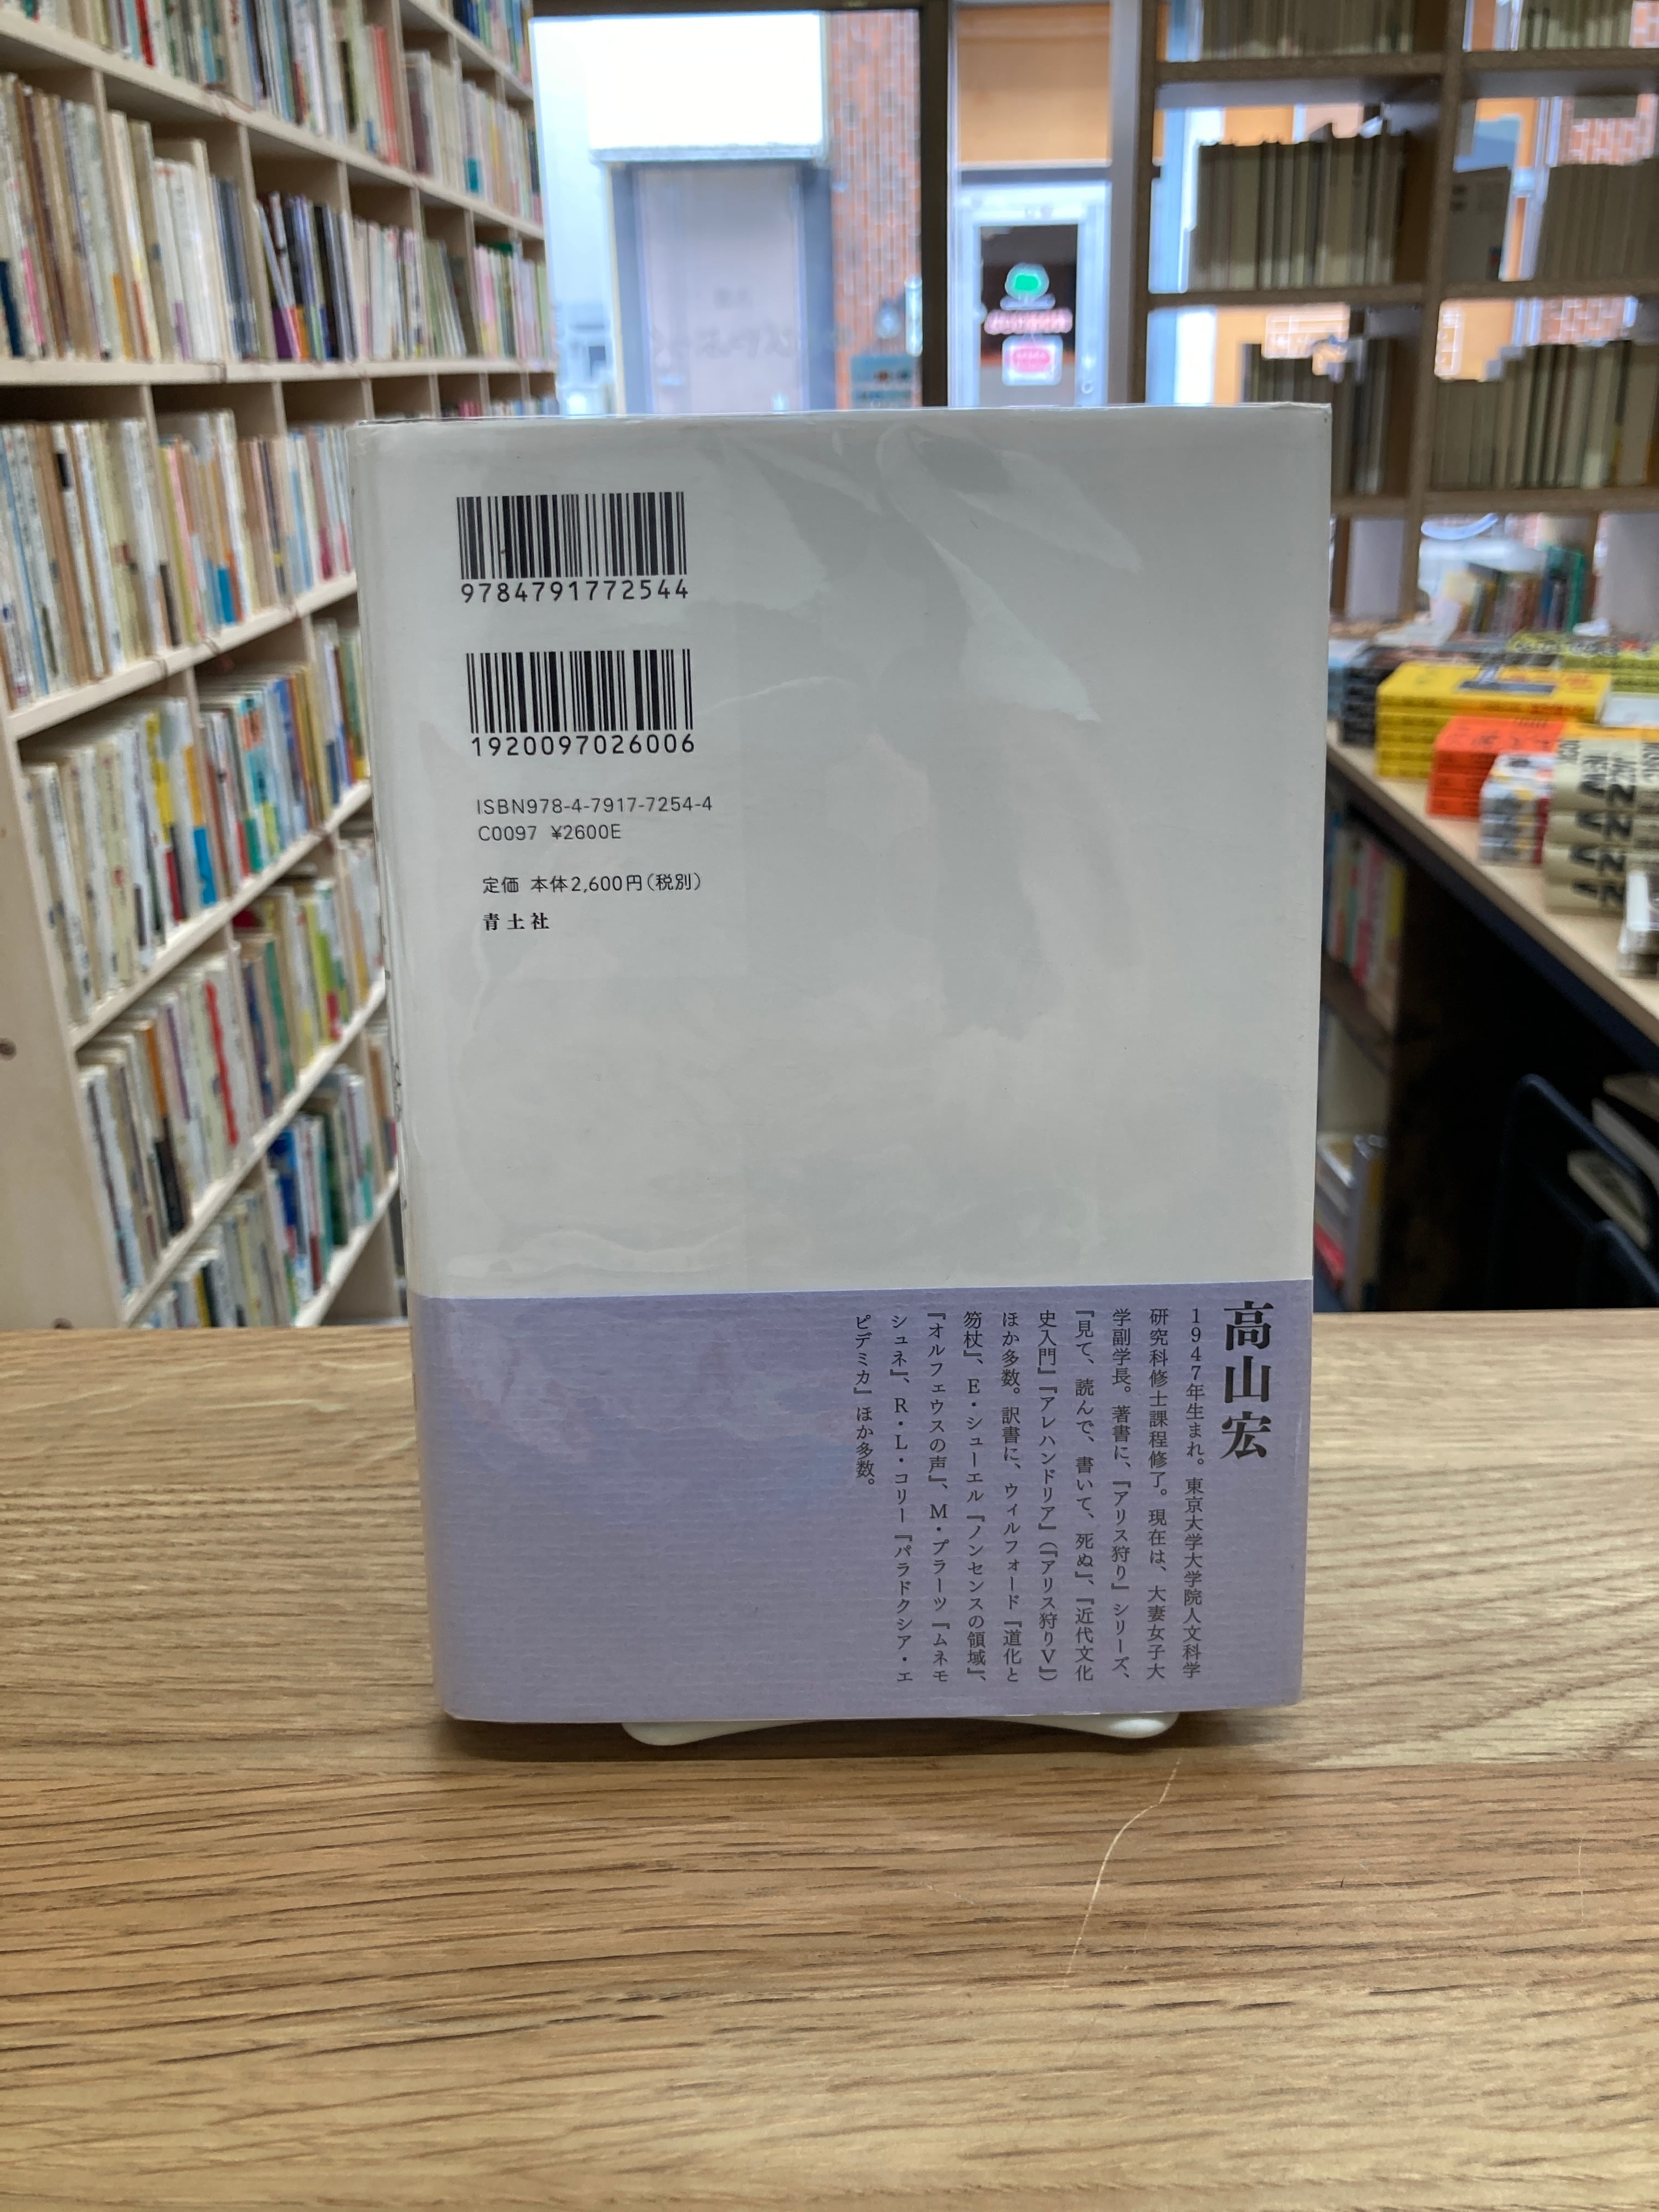 9784791772544
1920097026006
ISBN978-4-7917-7254-4
C0097 ¥2600E
定価 本体2,600円（税別）
青土社
高山宏
1947年生まれ。東京大学大学院人文科学
研究科修士課程修了。現在は、大妻女子大
学副学長。著書に、『アリス狩り』シリーズ、
『見て、読んで、書いて、死ぬ』、『近代文化
史入門』『アレハンドリア』（『アリス狩りⅤ』）
ほか多数。訳書に、ウィルフォード『道化と
笏杖』、E・シューエル『ノンセンスの領域』、
『オルフェウスの声』、M・プラーツ『ムネモ
シュネ』、R・L・コリー『パラドクシア・エ
ピデミカ』ほか多数。